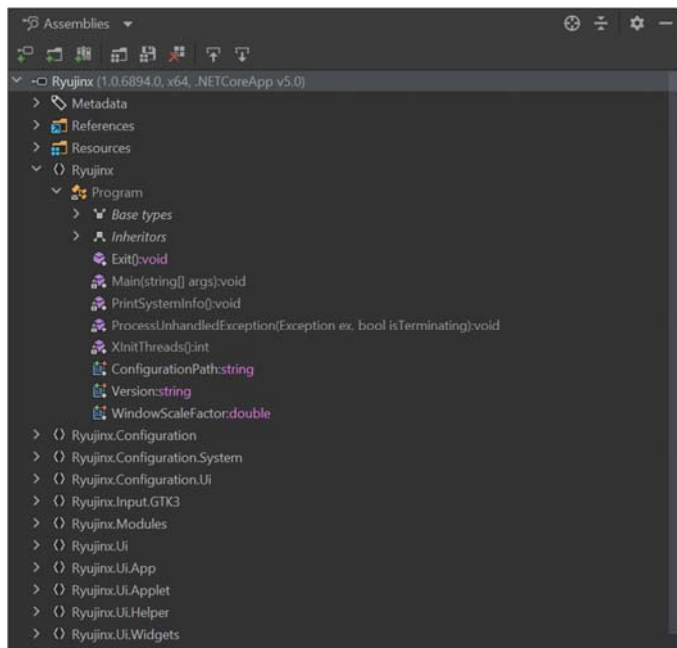 Assemblies
Ryujinx (1.0.6894.0, x64, .NETCoreApp v5.0)
Metadata
References
Resources
Ryujinx
Program
Base types
Inheritors
Exit():void
Main(string[] args):void
PrintSystemInfo():void
ProcessUnhandledException(Exception ex, bool isTerminating):void
XInitThreads():int
ConfigurationPath:string
Version:string
WindowScaleFactor:double
Ryujinx.Configuration
Ryujinx.Configuration.System
Ryujinx.Configuration.Ui
Ryujinx.Input.GTK3
Ryujinx.Modules
Ryujinx.Ui
Ryujinx.Ui.App
Ryujinx.Ui.Applet
Ryujinx.Ui.Helper
Ryujinx.Ui.Widgets